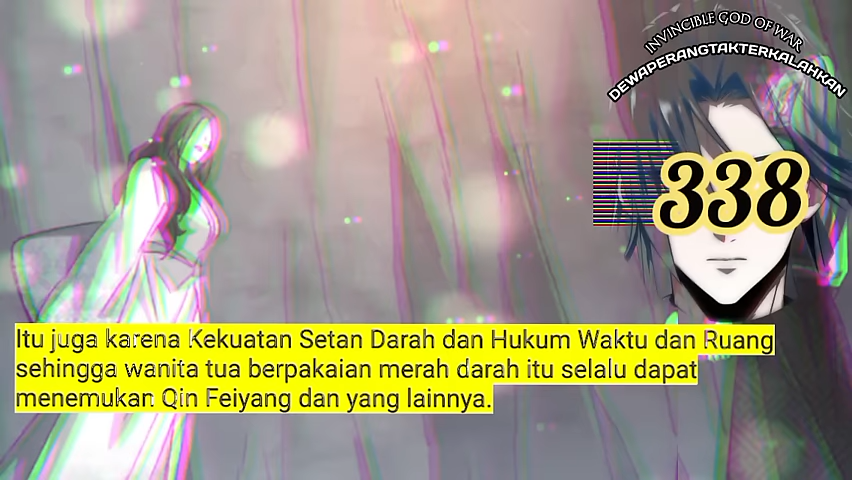 INVINCIBLE GOD OF WAR
DEWAPERANGTAKTERKALAHKAN
338
Itu juga karena Kekuatan Setan Darah dan Hukum Waktu dan Ruang
sehingga wanita tua berpakaian merah darah itu selalu dapat
menemukan Qin Feiyang dan yang lainnya.